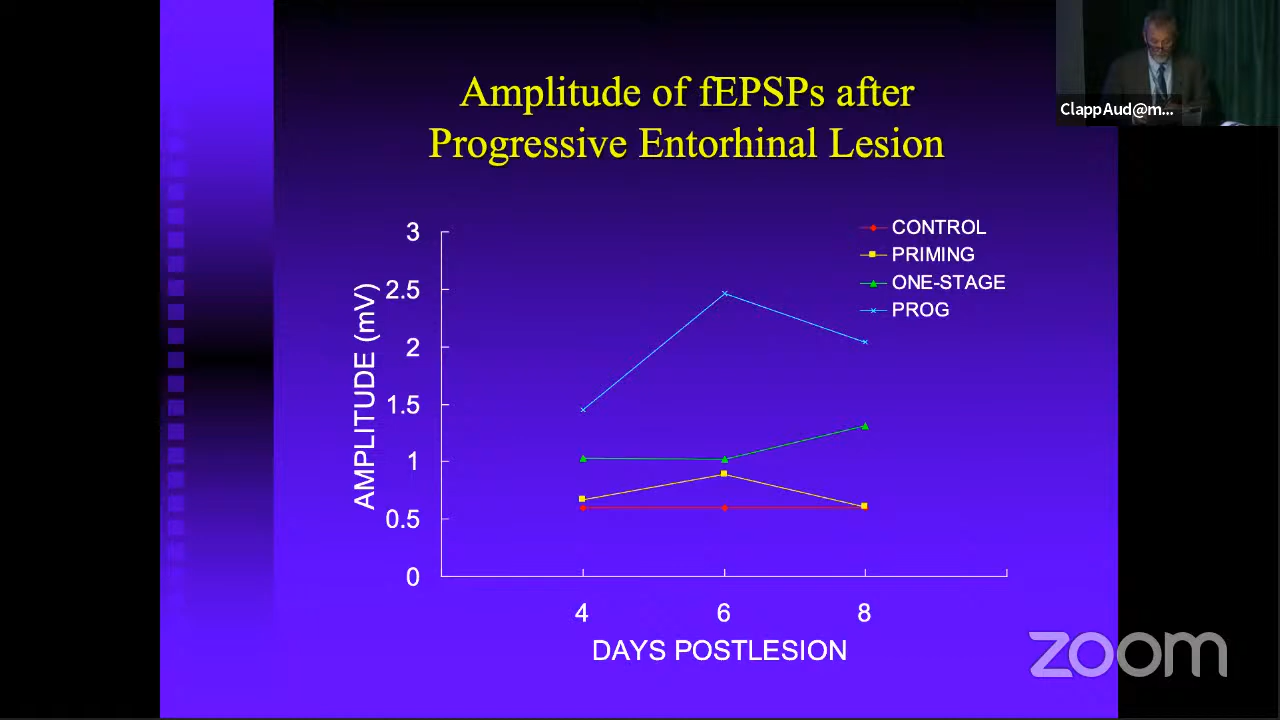 Amplitude of fEPSPs after
Progressive Entorhinal Lesion
ClappAud@m...
CONTROL
PRIMING
ONE-STAGE
PROG
AMPLITUDE (mV)
3
2.5
2
1.5
1
0.5
0
4 6 8
DAYS POSTLESION
zoom